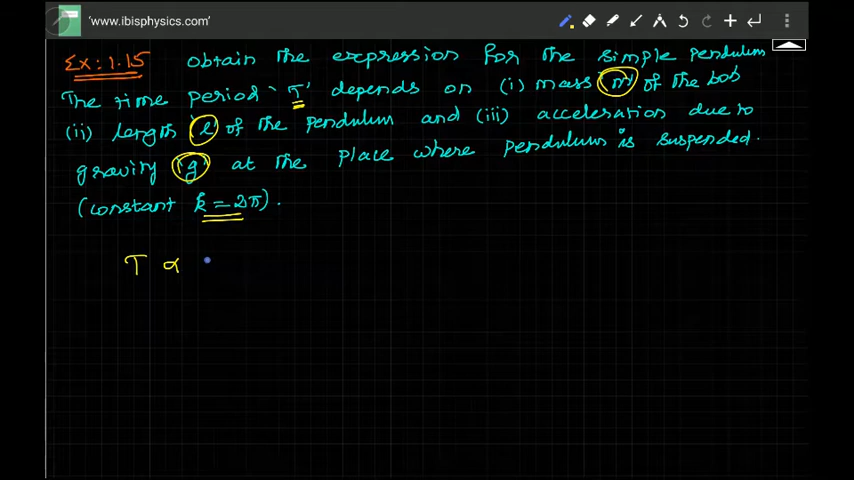 'www.ibisphysics.com'
Ex: 1.15 obtain the expression for the simple pendulum
The time period 'T' depends on (i) mass 'm' of the bob
(ii) length 'l' of the pendulum and (iii) acceleration due to
gravity 'g' at the place where pendulum is suspended.
(constant k = 2π).
T ∝